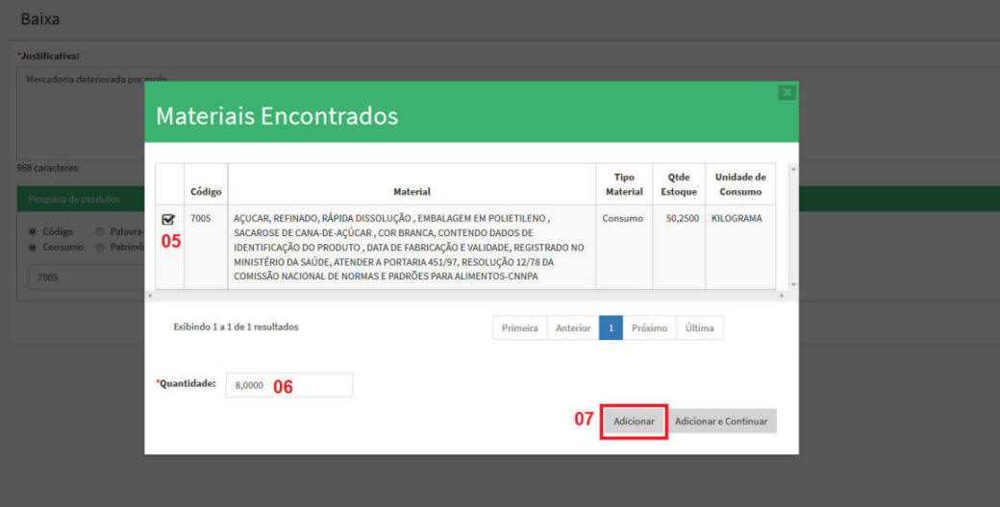 Baixa
*Justificativa:
Mercadoria deteriorada por mofo
Materiais Encontrados
968 caracteres
Pesquisa de produtos
Código Palavra-
Consumo Patrimô
7005
Código Material Tipo Material Qtde Estoque Unidade de Consumo
7005 AÇUCAR, REFINADO, RÁPIDA DISSOLUÇÃO , EMBALAGEM EM POLIETILENO , Consumo 50,2500 KILOGRAMA
05 SACAROSE DE CANA-DE-AÇÚCAR , COR BRANCA, CONTENDO DADOS DE
IDENTIFICAÇÃO DO PRODUTO , DATA DE FABRICAÇÃO E VALIDADE, REGISTRADO NO
MINISTÉRIO DA SAÚDE, ATENDER A PORTARIA 451/97, RESOLUÇÃO 12/78 DA
COMISSÃO NACIONAL DE NORMAS E PADRÕES PARA ALIMENTOS-CNNPA
Exibindo 1 a 1 de 1 resultados Primeira Anterior 1 Próximo Última
*Quantidade: 8,0000 06
07 Adicionar Adicionar e Continuar